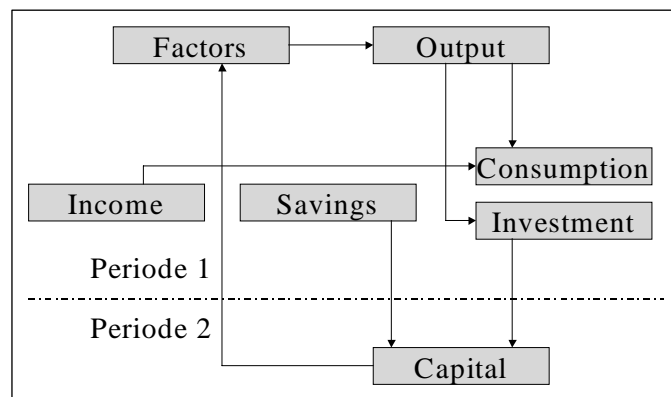 Factors
Output
Consumption
Income
Savings
Investment
Periode 1
Periode 2
Capital